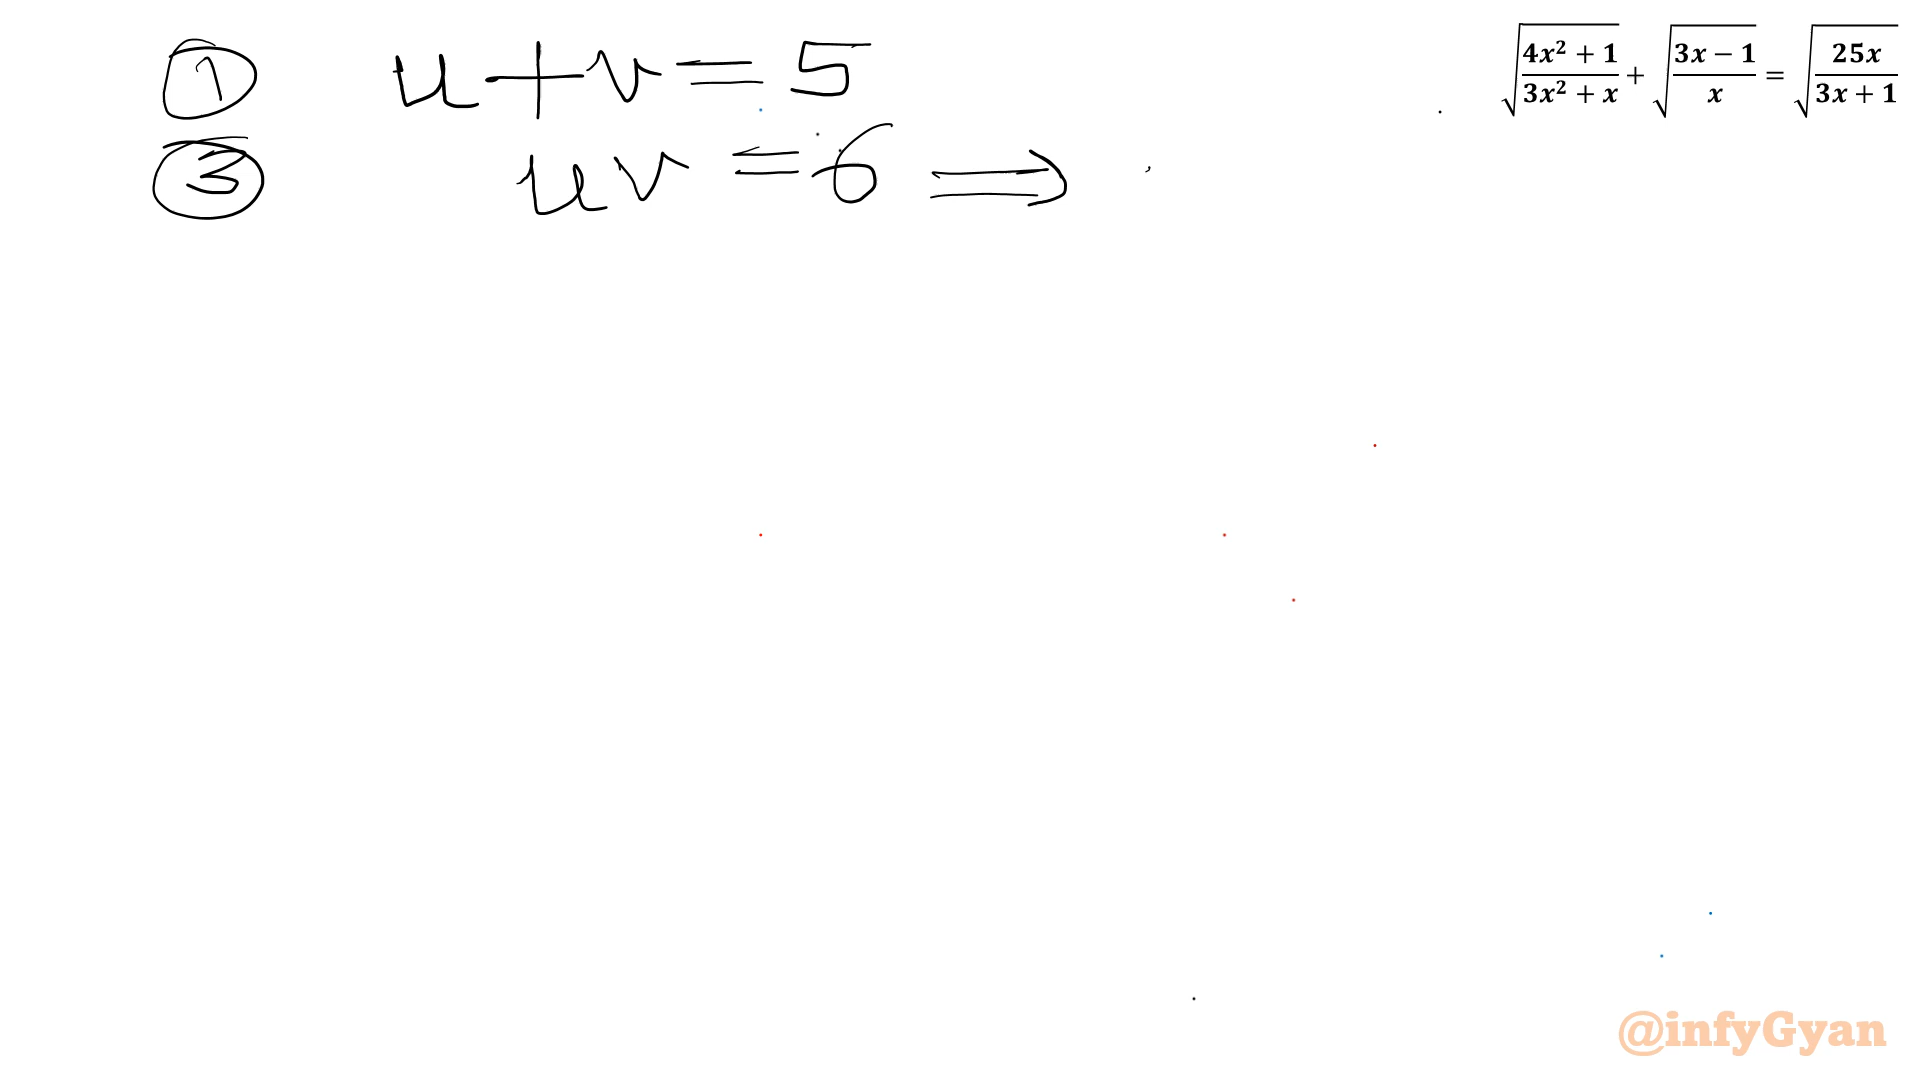 ① u+v=5
√((4x² + 1)/(3x² + x)) + √((3x − 1)/x) = √(25x/(3x + 1))
③ uv=6 ⟹
@infyGyan